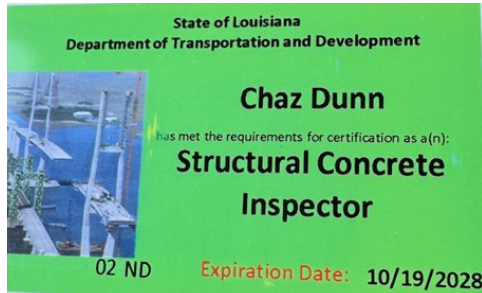 State of Louisiana
Department of Transportation and Development
Chaz Dunn
has met the requirements for certification as a(n):
Structural Concrete
Inspector
02 ND Expiration Date: 10/19/2028